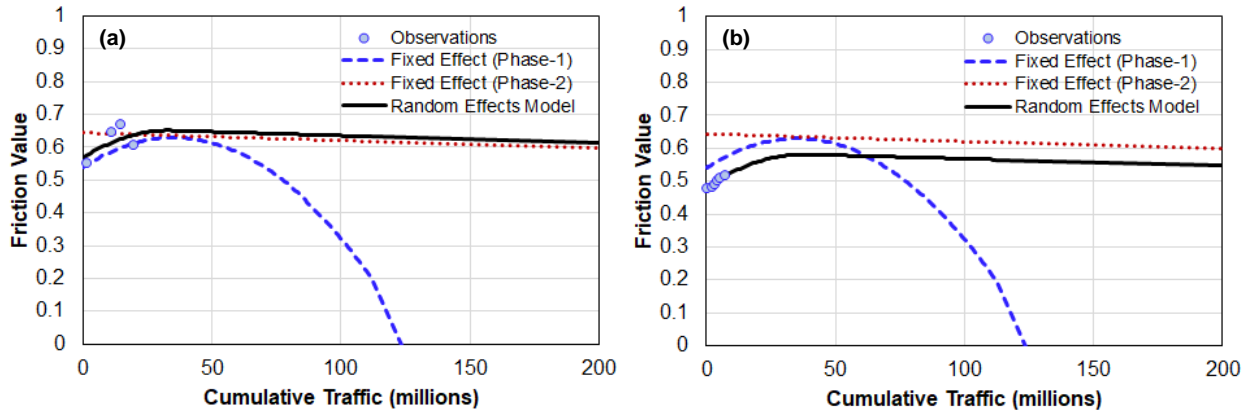 (a)
Observations
Fixed Effect (Phase-1)
Fixed Effect (Phase-2)
Random Effects Model
Friction Value
1
0.9
0.8
0.7
0.6
0.5
0.4
0.3
0.2
0.1
0
0 50 100 150 200
Cumulative Traffic (millions)
(b)
Observations
Fixed Effect (Phase-1)
Fixed Effect (Phase-2)
Random Effects Model
Friction Value
1
0.9
0.8
0.7
0.6
0.5
0.4
0.3
0.2
0.1
0
0 50 100 150 200
Cumulative Traffic (millions)